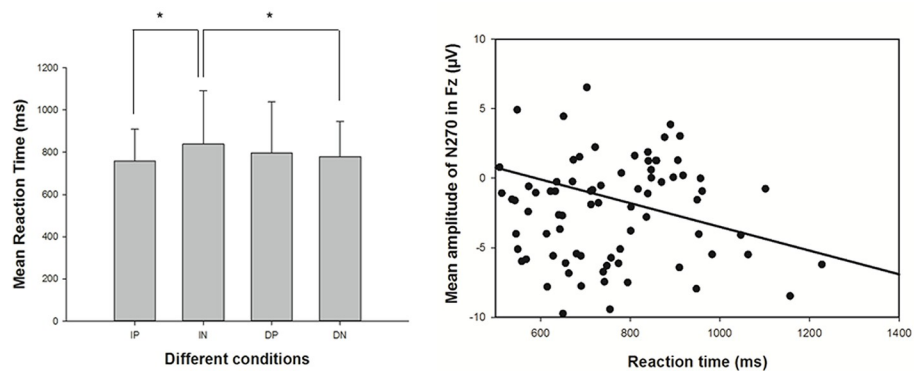 *
*
1200
1000
800
600
400
200
0
Mean Reaction Time (ms)
IP IN DP DN
Different conditions
10
5
0
-5
-10
Mean amplitude of N270 in Fz (μV)
600 800 1000 1200 1400
Reaction time (ms)